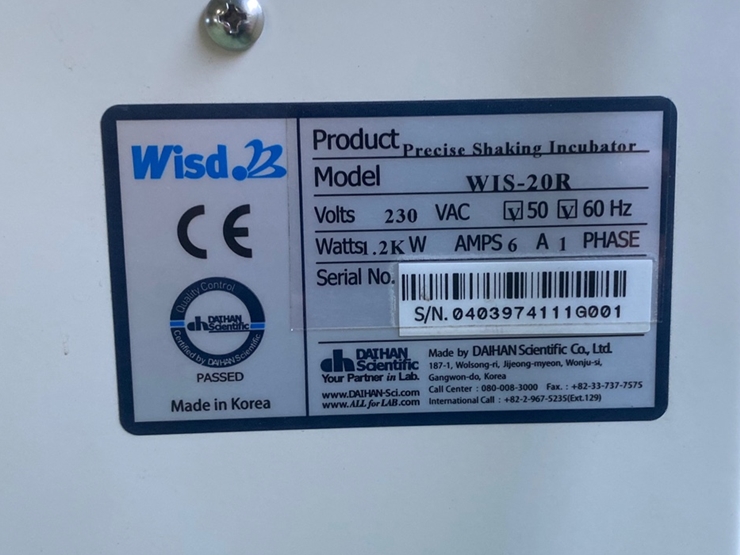 Wisd.23
CE
Quality Control
dh DAIHAN
Scientific
Certified by DAIHAN Scientific
PASSED
Made in Korea
Product Precise Shaking Incubator
Model WIS-20R
Volts 230 VAC V 50 V 60 Hz
Watts 1.2K W AMPS 6 A 1 PHASE
Serial No.
S/N.0403974111G001
dh DAIHAN
Scientific
Your Partner in Lab.
www.DAIHAN-Sci.com
www.ALL for LAB.com
Made by DAIHAN Scientific Co., Ltd.
187-1, Wolsong-ri, Jijeong-myeon, Wonju-si,
Gangwon-do, Korea
Call Center : 080-008-3000 Fax. : +82-33-737-7575
International Call : +82-2-967-5235(Ext.129)